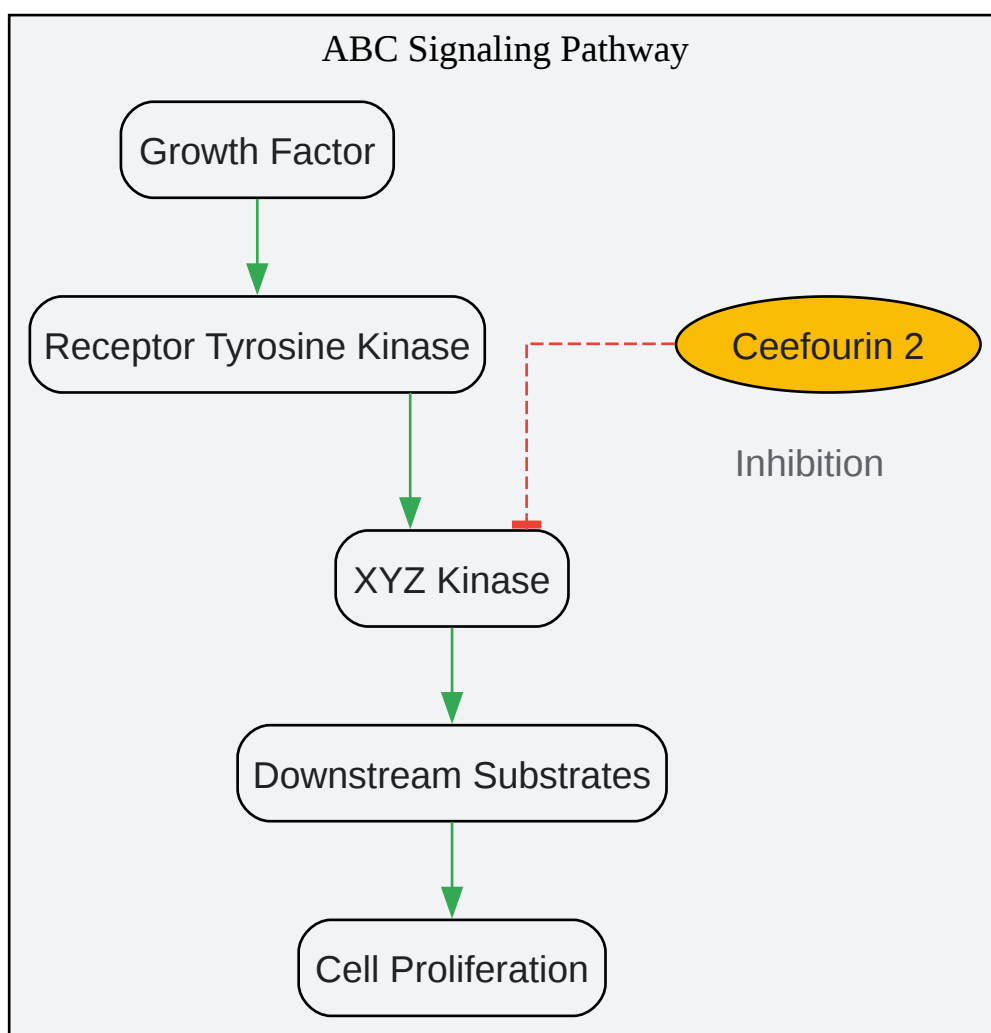 ABC Signaling Pathway
Growth Factor
Receptor Tyrosine Kinase
Ceefourin 2
Inhibition
XYZ Kinase
Downstream Substrates
Cell Proliferation